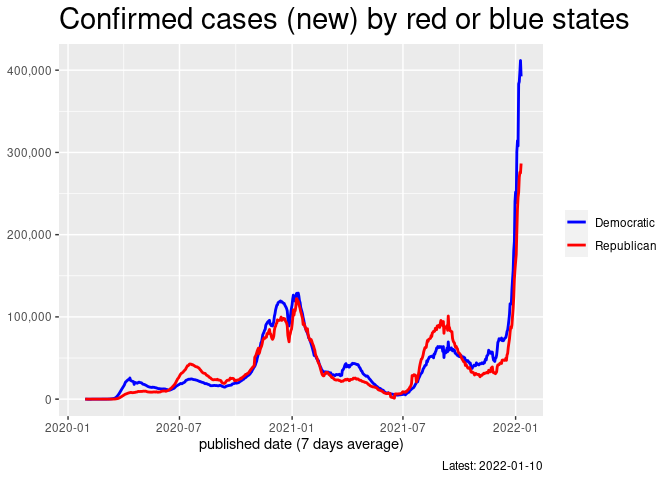 Confirmed cases (new) by red or blue states
400,000
300,000
200,000
100,000
0
2020-01
2020-07
2021-01
2021-07
2022-01
published date (7 days average)
Democratic
Republican
Latest: 2022-01-10